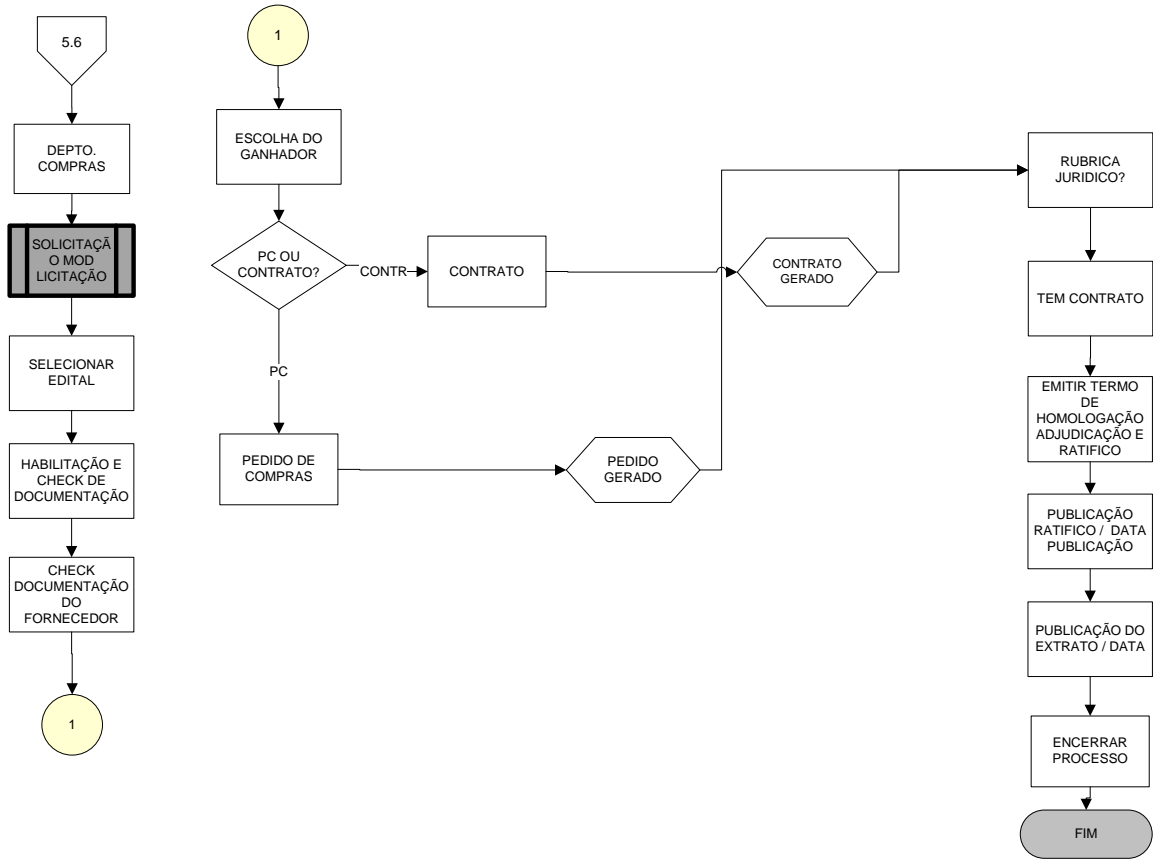 5.6
DEPTO.
COMPRAS
SOLICITAÇÃ
O MOD
LICITAÇÃO
SELECIONAR
EDITAL
HABILITAÇÃO E
CHECK DE
DOCUMENTAÇÃO
CHECK
DOCUMENTAÇÃO
DO
FORNECEDOR
1
1
ESCOLHA DO
GANHADOR
PC OU
CONTRATO?
CONTR
CONTRATO
CONTRATO
GERADO
PC
PEDIDO DE
COMPRAS
PEDIDO
GERADO
RUBRICA
JURIDICO?
TEM CONTRATO
EMITIR TERMO
DE
HOMOLOGAÇÃO
ADJUDICAÇÃO E
RATIFICO
PUBLICAÇÃO
RATIFICO / DATA
PUBLICAÇÃO
PUBLICAÇÃO DO
EXTRATO / DATA
ENCERRAR
PROCESSO
FIM